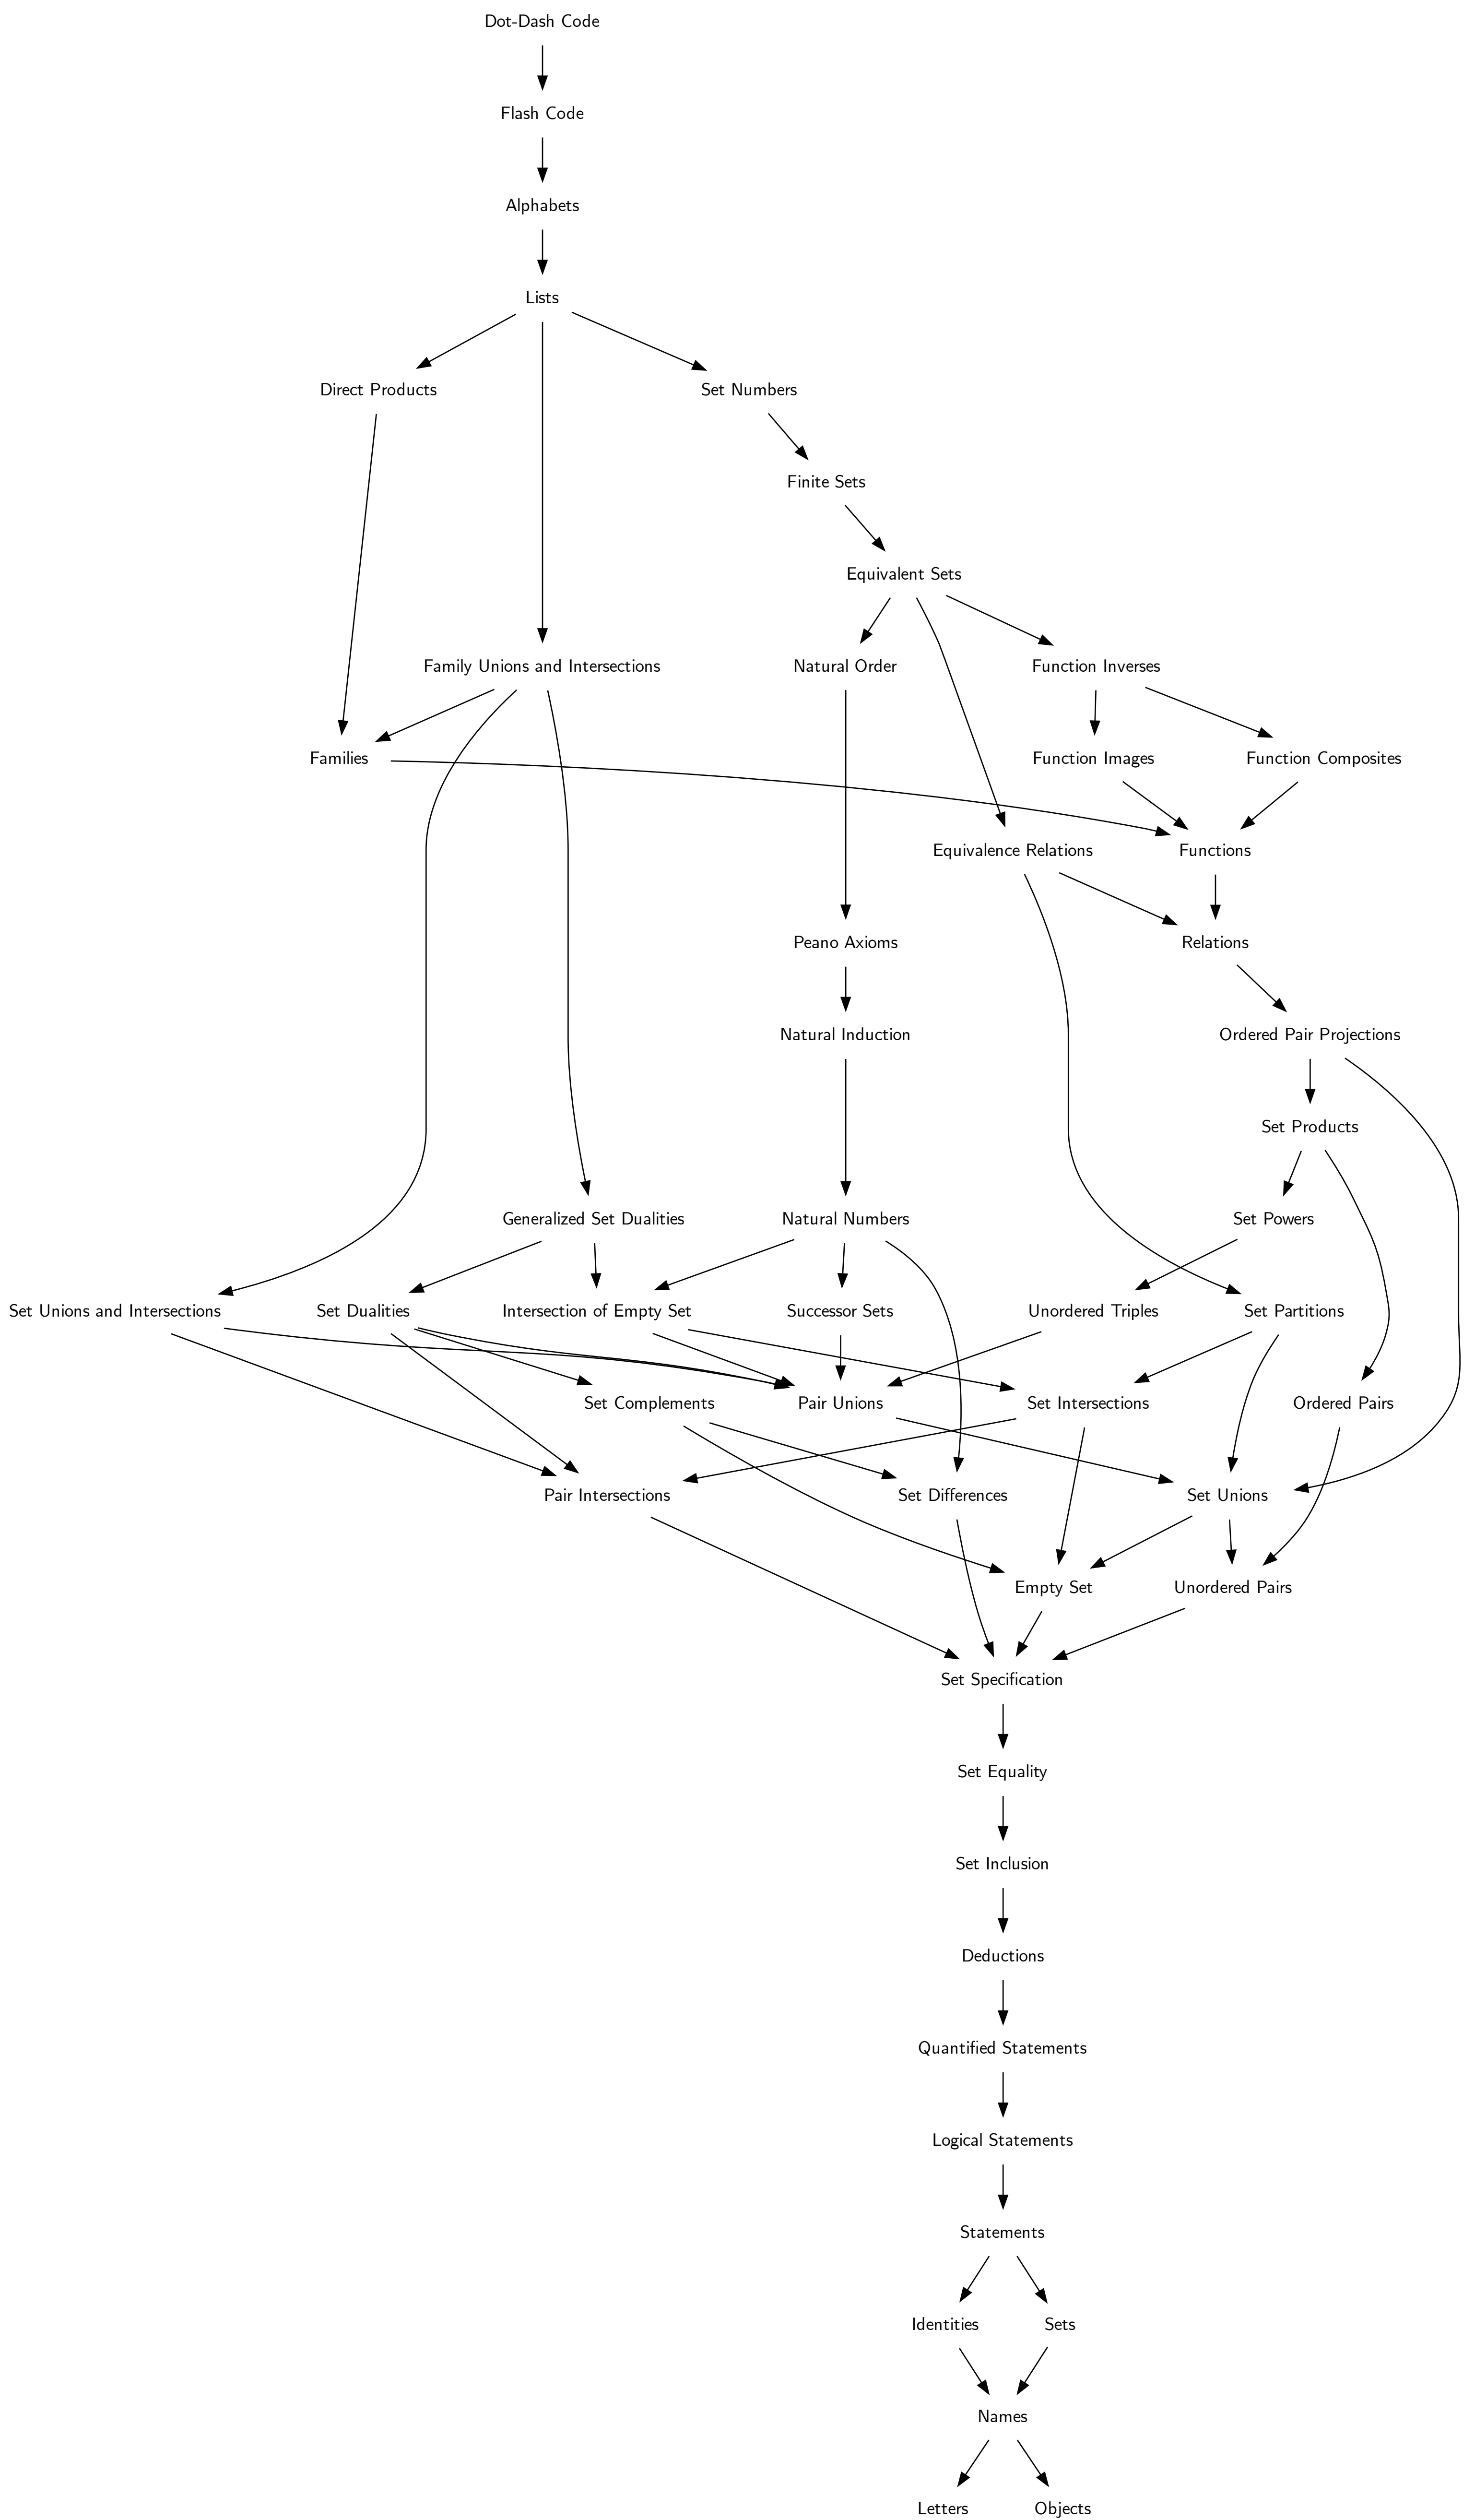 Dot-Dash Code
Flash Code
Alphabets
Lists
Direct Products
Set Numbers
Finite Sets
Equivalent Sets
Family Unions and Intersections
Natural Order
Function Inverses
Families
Function Images
Function Composites
Equivalence Relations
Functions
Peano Axioms
Relations
Natural Induction
Ordered Pair Projections
Set Products
Generalized Set Dualities
Natural Numbers
Set Powers
Set Unions and Intersections
Set Dualities
Intersection of Empty Set
Successor Sets
Unordered Triples
Set Partitions
Set Complements
Pair Unions
Set Intersections
Ordered Pairs
Pair Intersections
Set Differences
Set Unions
Empty Set
Unordered Pairs
Set Specification
Set Equality
Set Inclusion
Deductions
Quantified Statements
Logical Statements
Statements
Identities
Sets
Names
Letters
Objects